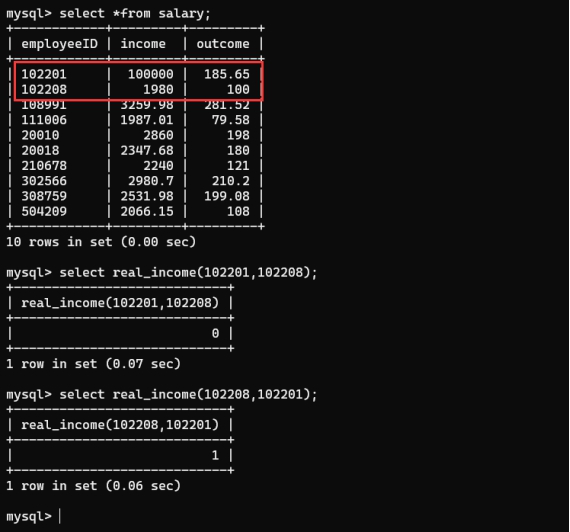 mysql> select *from salary;
+------------+---------+---------+
| employeeID | income  | outcome |
+------------+---------+---------+
| 102201     |  100000 |  185.65 |
| 102208     |    1980 |     100 |
| 108991     | 3259.98 |  281.52 |
| 111006     | 1987.01 |   79.58 |
| 20010      |    2860 |     198 |
| 20018      | 2347.68 |     180 |
| 210678     |    2240 |     121 |
| 302566     |  2980.7 |   210.2 |
| 308759     | 2531.98 |  199.08 |
| 504209     | 2066.15 |     108 |
+------------+---------+---------+
10 rows in set (0.00 sec)
mysql> select real_income(102201,102208);
+----------------------------+
| real_income(102201,102208) |
+----------------------------+
|                          0 |
+----------------------------+
1 row in set (0.07 sec)
mysql> select real_income(102208,102201);
+----------------------------+
| real_income(102208,102201) |
+----------------------------+
|                          1 |
+----------------------------+
1 row in set (0.06 sec)
mysql>